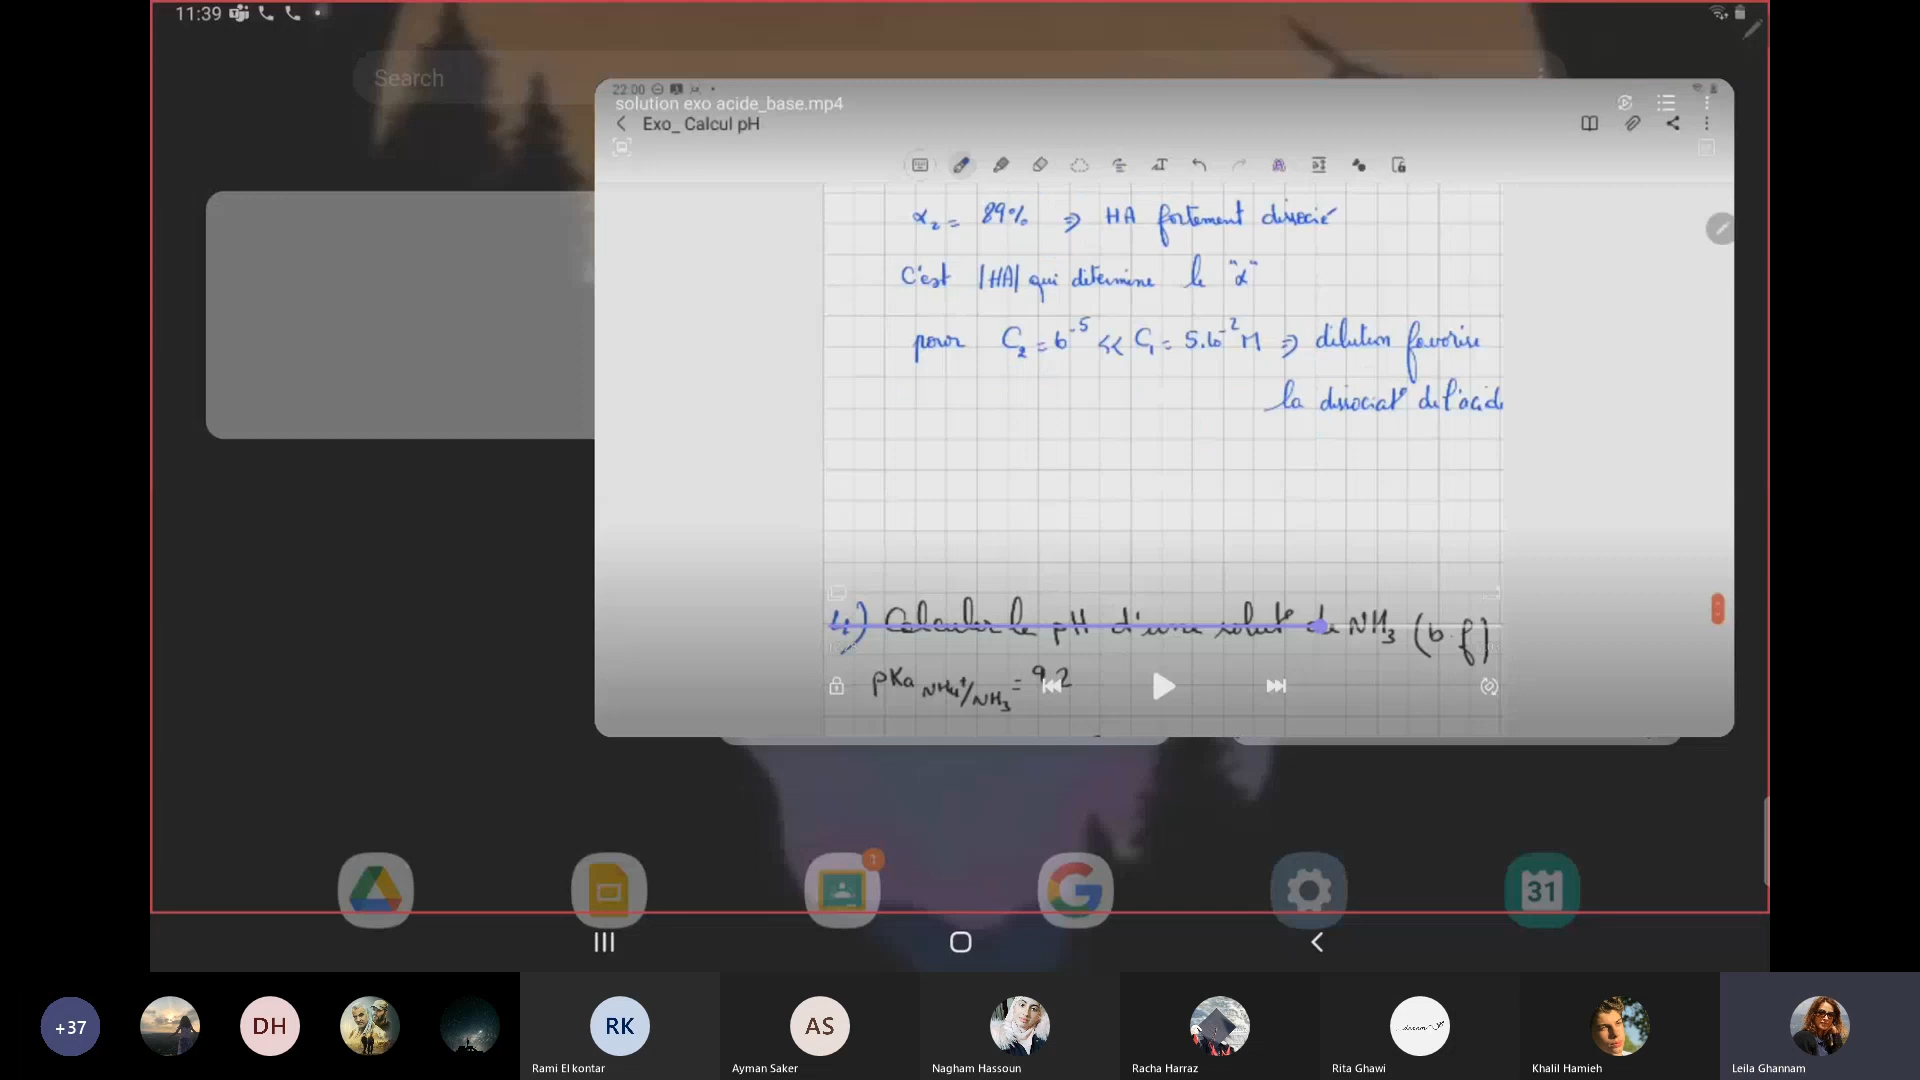 11:39
Search
22:00
solution exo acide_base.mp4
Exo_ Calcul pH
α₂ = 89% ⇒ HA fortement dissocié
C'est |HA| qui détermine le "α"
pour C₂ = 10⁻⁵ << C₁ = 5.10⁻² M ⇒ dilution favorise
la dissociat° de l'acide
4) Calculer le pH d'une solut° de NH₃ (b.f)
pKa NH₄⁺/NH₃ = 9.2
1
31
+37
DH
RK
AS
dream
Rami El kontar
Ayman Saker
Nagham Hassoun
Racha Harraz
Rita Ghawi
Khalil Hamieh
Leila Ghannam